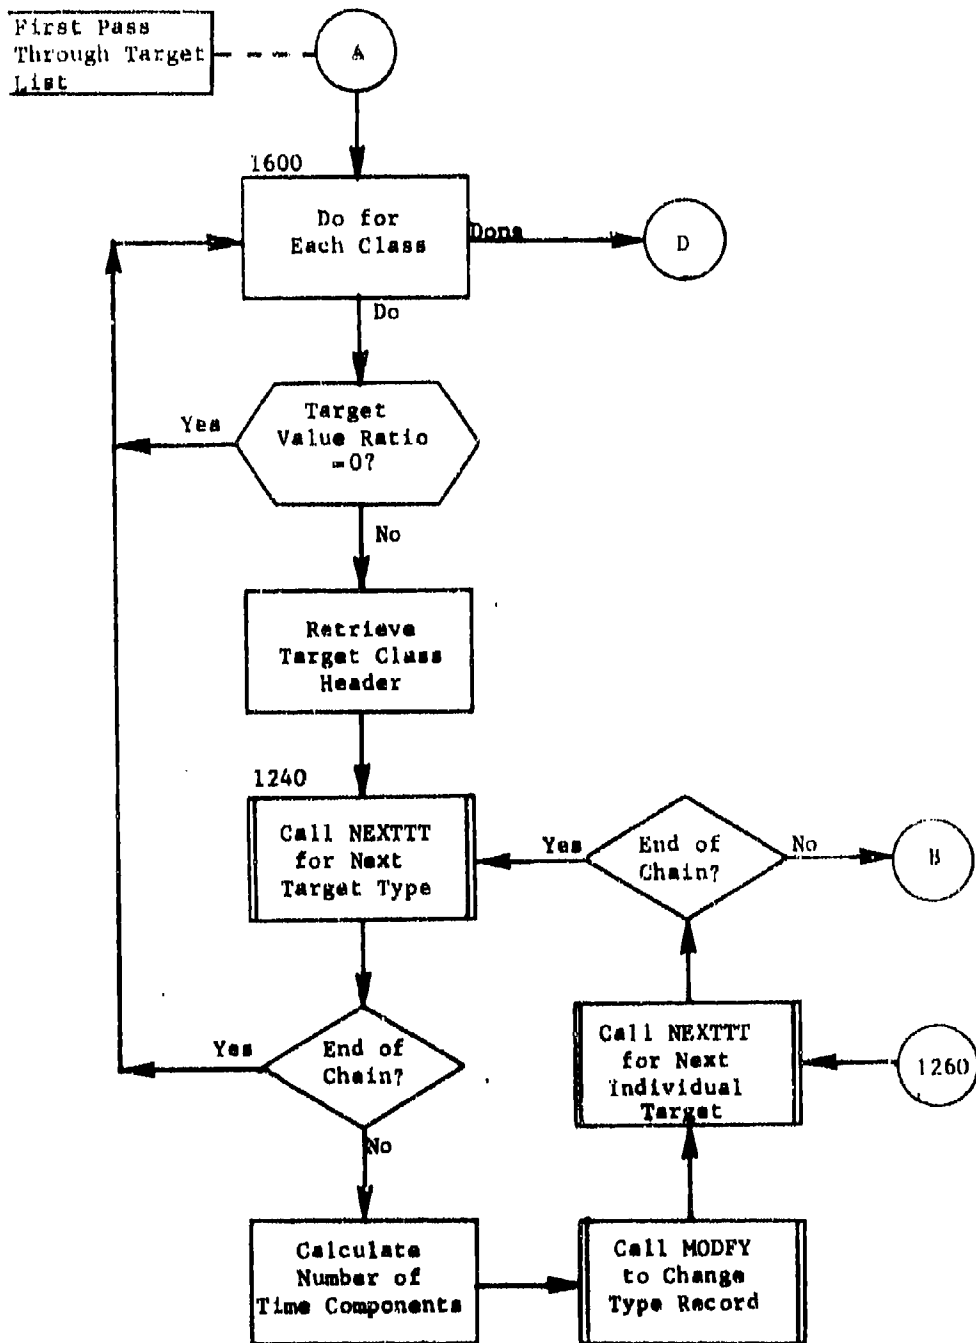 First Pass
Through Target
List
A
1600
Do for
Each Class
Done
D
Do
Target
Value Ratio
=0?
Yes
No
Retrieve
Target Class
Header
1240
Call NEXTTT
for Next
Target Type
Yes
End of
Chain?
No
B
Yes
End of
Chain?
No
Call NEXTTT
for Next
Individual
Target
1260
Calculate
Number of
Time Components
Call MODFY
to Change
Type Record